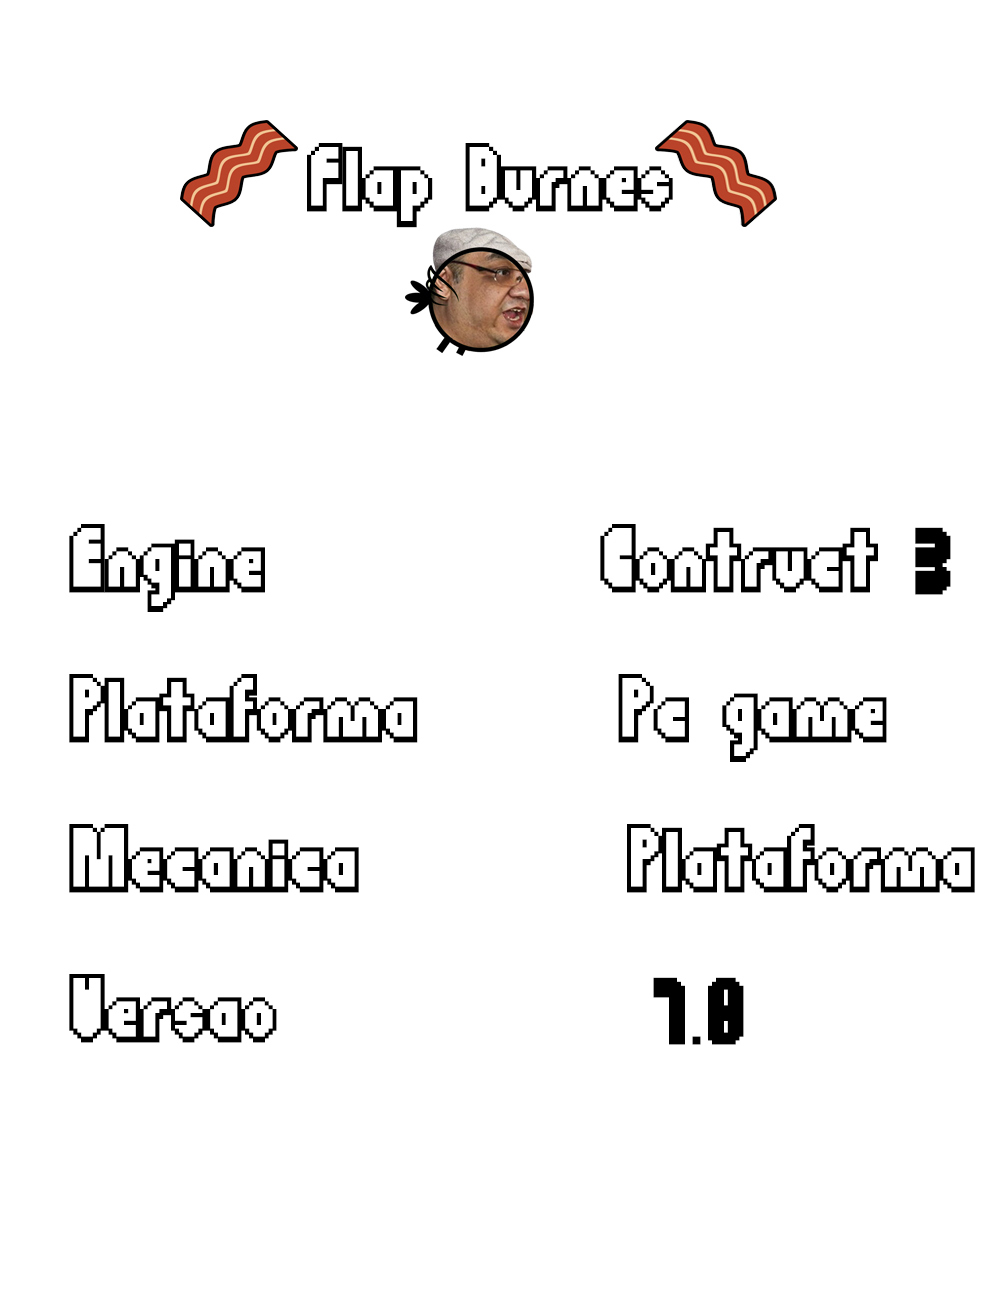 Flap Burnes
Engine Contruct 3
Plataforma Pc game
Mecanica Plataforma
Versao 1.0